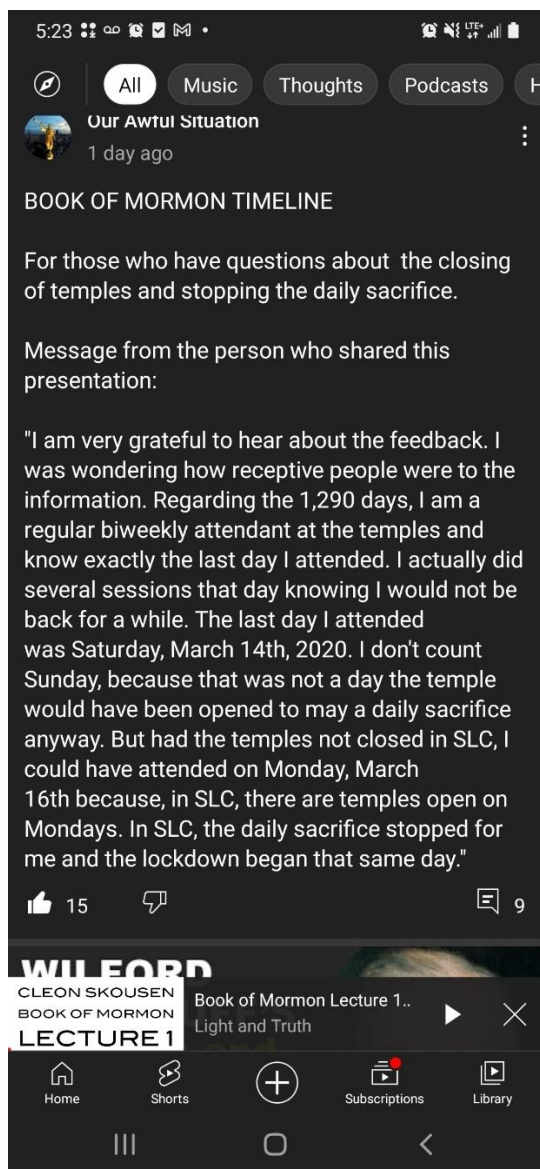 5:23
LTE+
All
Music
Thoughts
Podcasts
H
Our Awful Situation
1 day ago
BOOK OF MORMON TIMELINE
For those who have questions about the closing
of temples and stopping the daily sacrifice.
Message from the person who shared this
presentation:
"I am very grateful to hear about the feedback. I
was wondering how receptive people were to the
information. Regarding the 1,290 days, I am a
regular biweekly attendant at the temples and
know exactly the last day I attended. I actually did
several sessions that day knowing I would not be
back for a while. The last day I attended
was Saturday, March 14th, 2020. I don't count
Sunday, because that was not a day the temple
would have been opened to may a daily sacrifice
anyway. But had the temples not closed in SLC, I
could have attended on Monday, March
16th because, in SLC, there are temples open on
Mondays. In SLC, the daily sacrifice stopped for
me and the lockdown began that same day."
15
9
WILFORD
CLEON SKOUSEN
BOOK OF MORMON
LECTURE 1
Book of Mormon Lecture 1..
Light and Truth
Home
Shorts
Subscriptions
Library